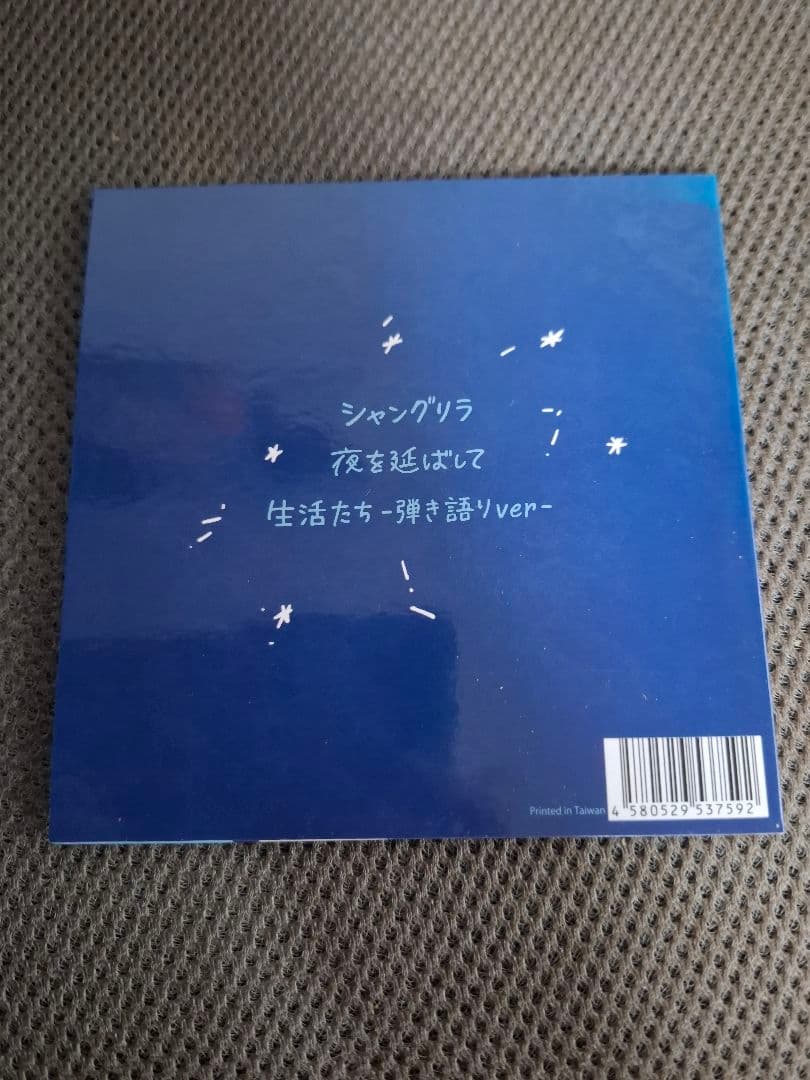 シャングリラ
夜を延ばして
生活たち-弾き語りver-
Printed in Taiwan
4 580529 537592